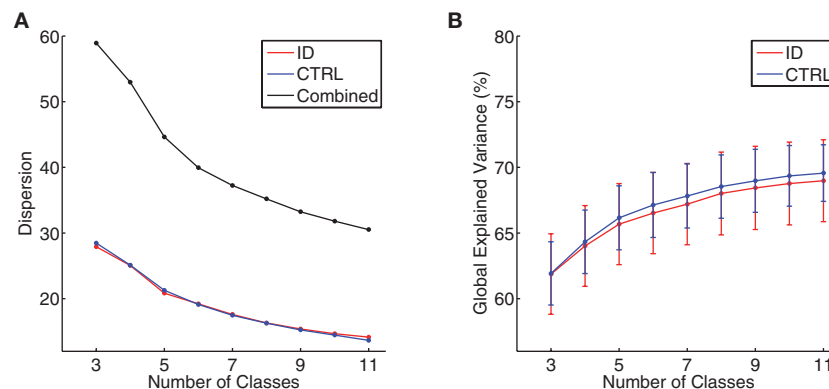 A
60
50
40
30
20
Dispersion
ID
CTRL
Combined
3 5 7 9 11
Number of Classes
B
80
75
70
65
60
Global Explained Variance (%)
ID
CTRL
3 5 7 9 11
Number of Classes